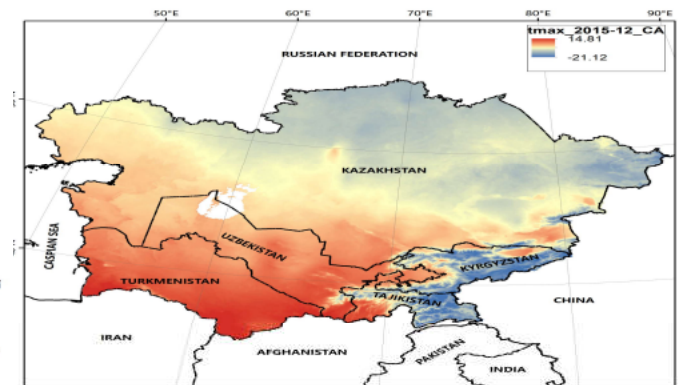 50°E 60°E 70°E 80°E 90°E
tmax_2015-12_CA
14.81
-21.12
RUSSIAN FEDERATION
KAZAKHSTAN
CASPIAN SEA
UZBEKISTAN
KYRGYZSTAN
TURKMENISTAN
TAJIKISTAN
CHINA
IRAN
AFGHANISTAN
PAKISTAN
INDIA